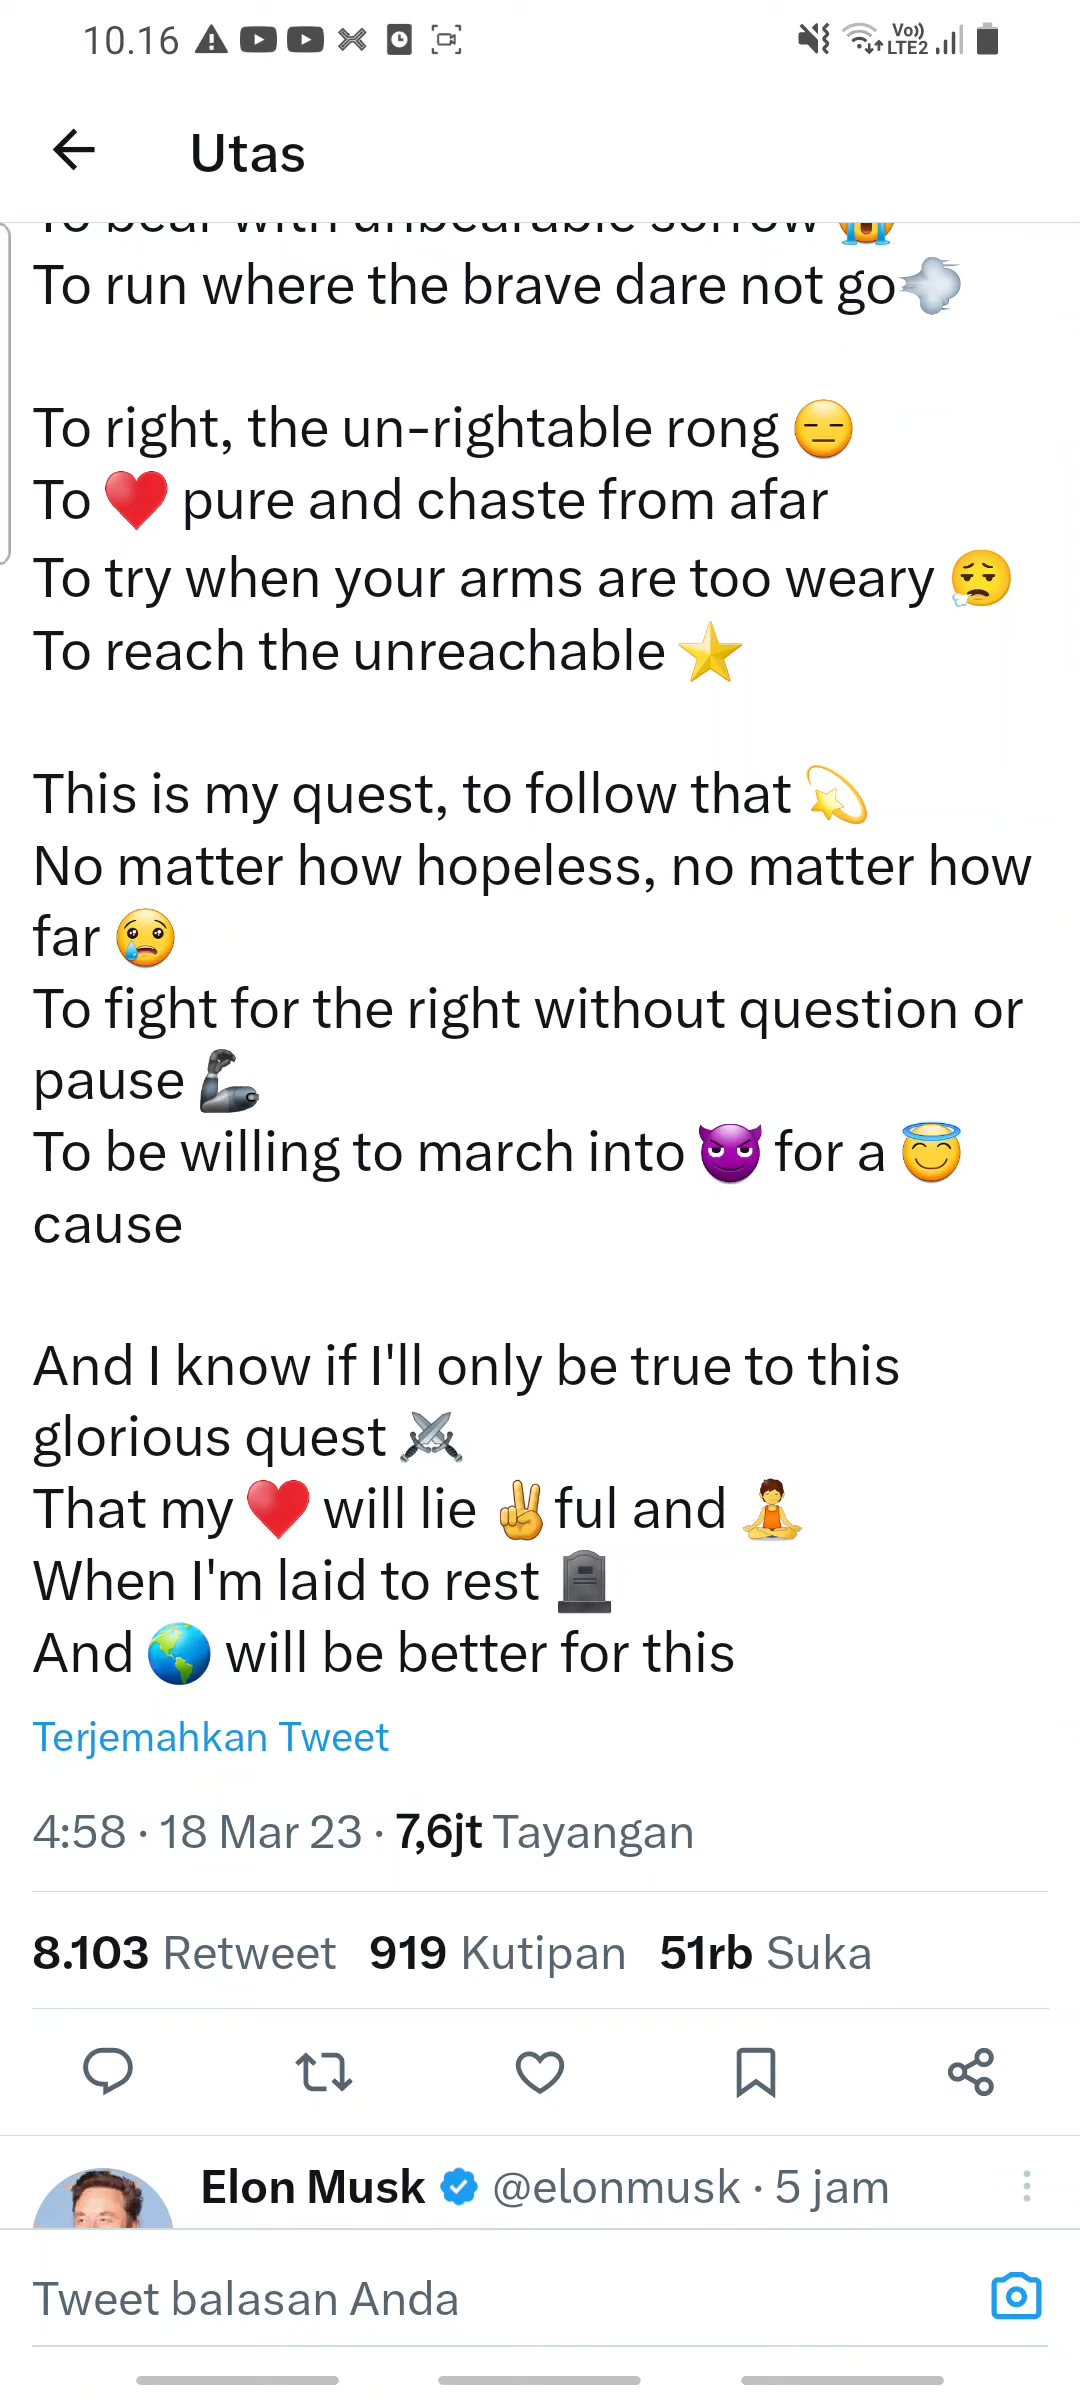 10.16
Vo))
LTE2
Utas
To bear with unbearable sorrow 😭
To run where the brave dare not go💨
To right, the un-rightable rong 😑
To ♥️ pure and chaste from afar
To try when your arms are too weary 😮‍💨
To reach the unreachable ⭐
This is my quest, to follow that 💫
No matter how hopeless, no matter how
far 😢
To fight for the right without question or
pause 🦾
To be willing to march into 😈 for a 😇
cause
And I know if I'll only be true to this
glorious quest ⚔️
That my ♥️ will lie ✌️ful and 🧘
When I'm laid to rest 🪦
And 🌎 will be better for this
Terjemahkan Tweet
4:58 · 18 Mar 23 · 7,6jt Tayangan
8.103 Retweet 919 Kutipan 51rb Suka
Elon Musk @elonmusk · 5 jam
Tweet balasan Anda